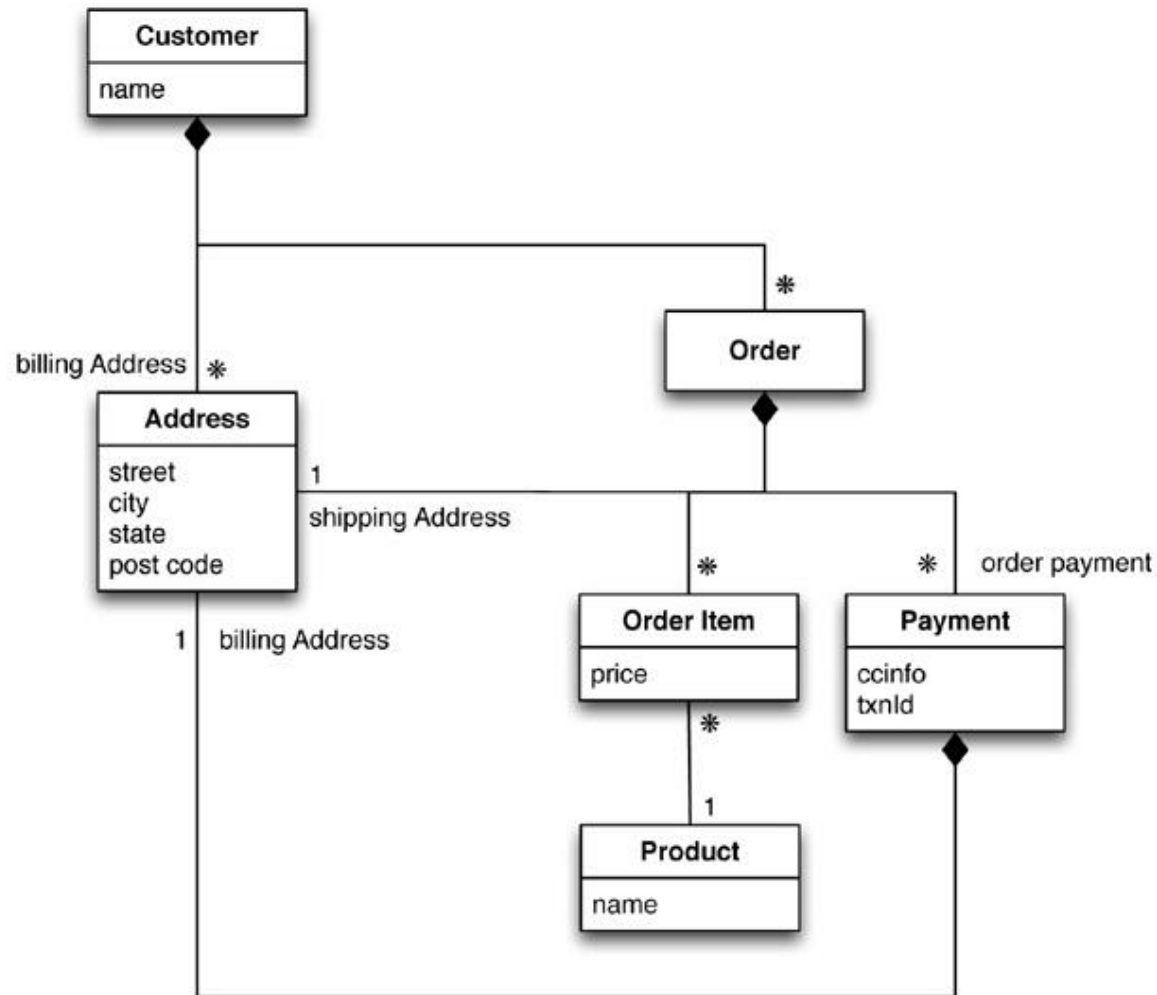 Customer
name
*
Order
billing Address
*
Address
street
city
state
post code
1
shipping Address
*
*
order payment
Order Item
price
Payment
ccinfo
txnId
1
billing Address
*
1
Product
name